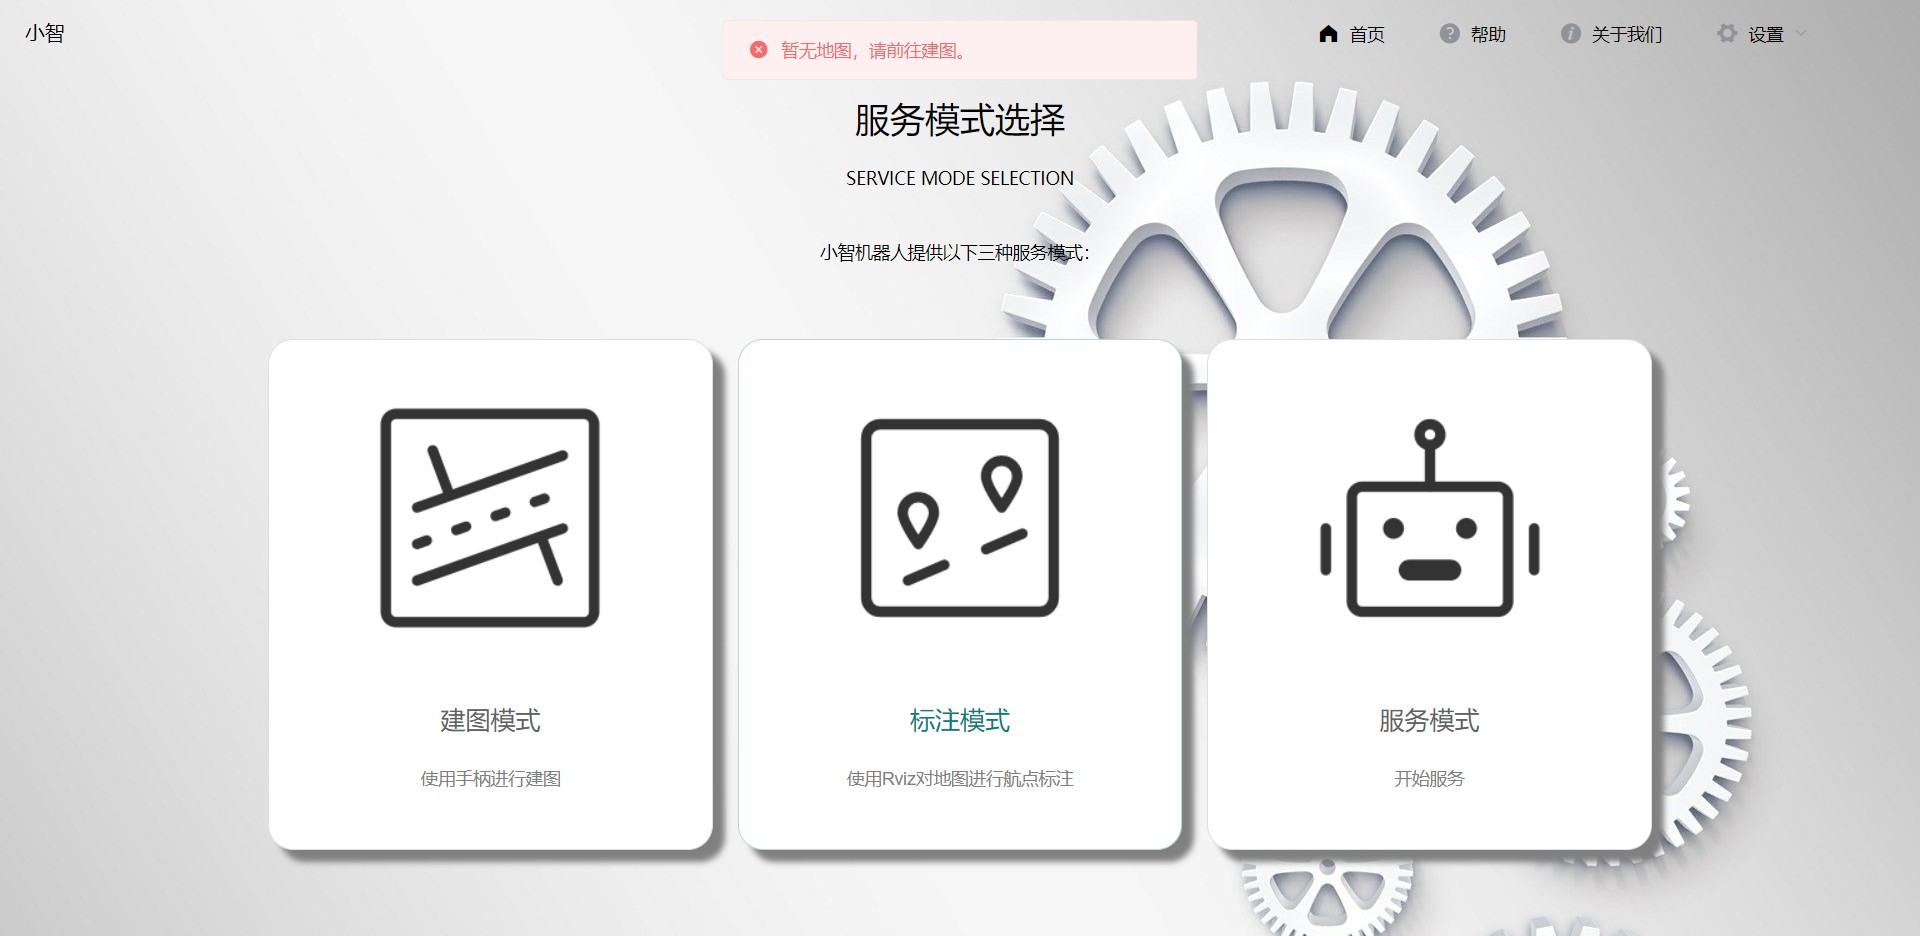 小智
暂无地图，请前往建图。
首页
帮助
关于我们
设置
服务模式选择
SERVICE MODE SELECTION
小智机器人提供以下三种服务模式：
建图模式
使用手柄进行建图
标注模式
使用Rviz对地图进行航点标注
服务模式
开始服务